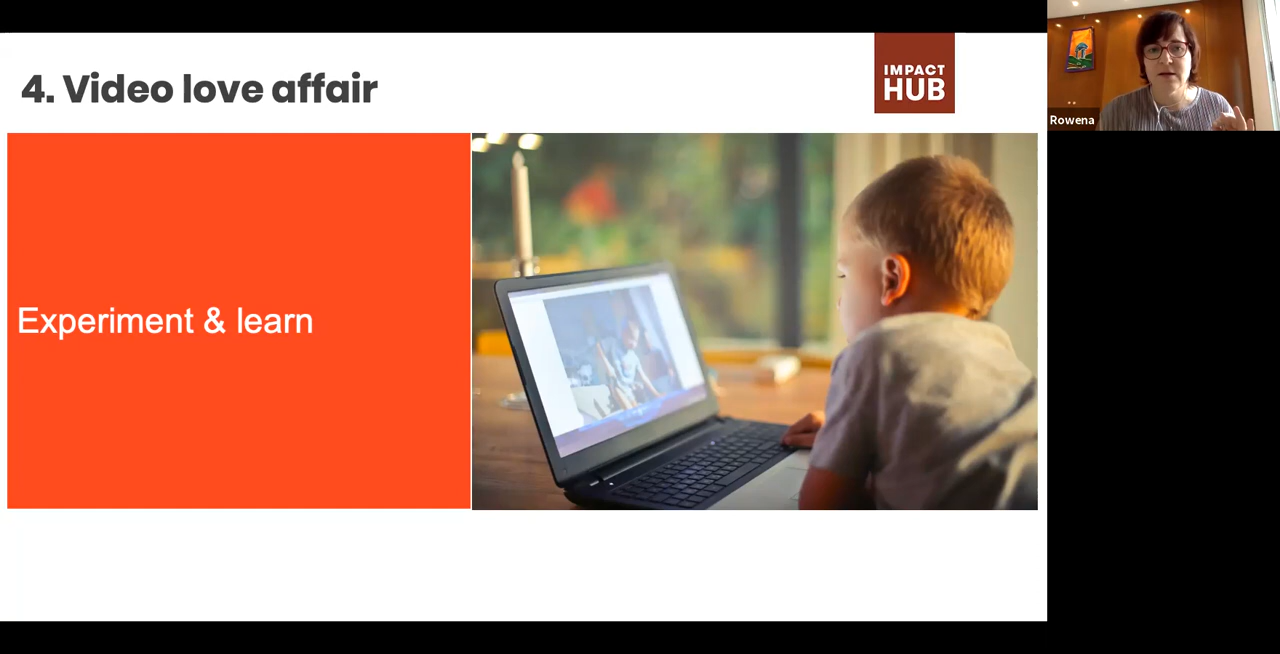 4. Video love affair
IMPACT
HUB
Experiment & learn
Rowena